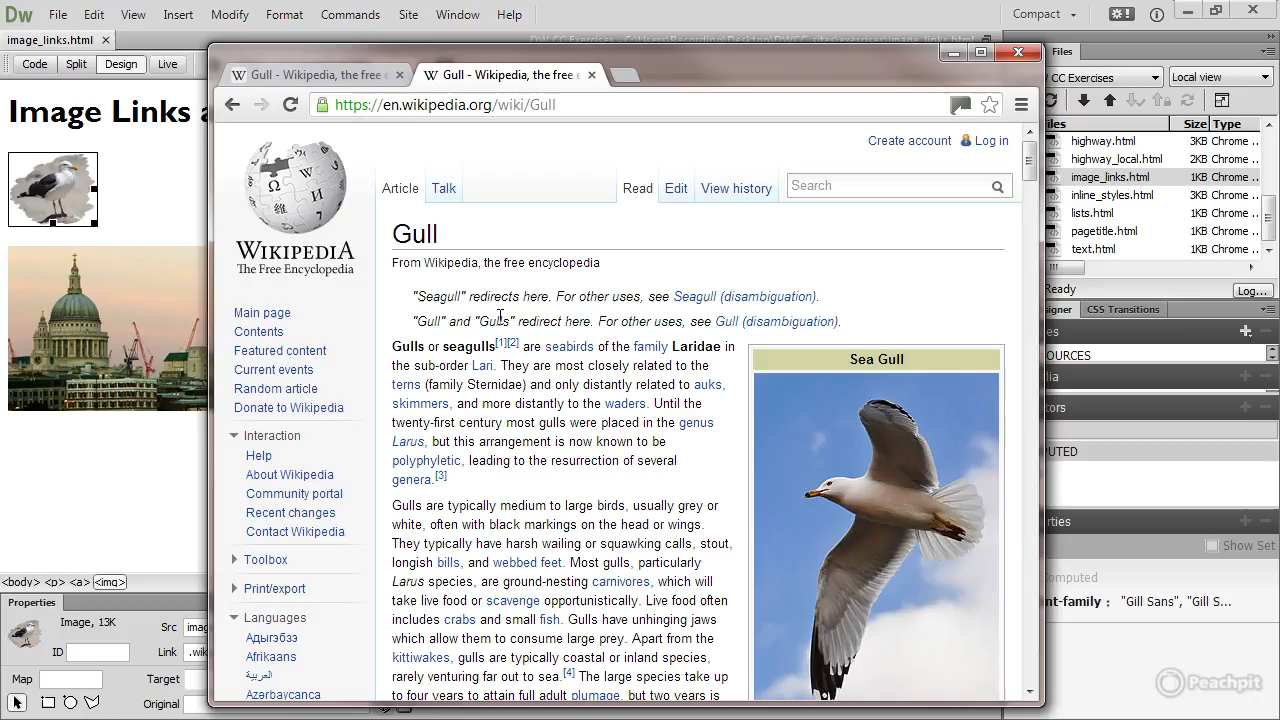 Dw File Edit View Insert Modify Format Commands Site Window Help Compact
image_links.html
Code Split Design Live
Image Links
Gull - Wikipedia, the free e
Gull - Wikipedia, the free e
https://en.wikipedia.org/wiki/Gull
Create account Log in
Article Talk Read Edit View history Search
WIKIPEDIA
The Free Encyclopedia
Main page
Contents
Featured content
Current events
Random article
Donate to Wikipedia
Interaction
Help
About Wikipedia
Community portal
Recent changes
Contact Wikipedia
Toolbox
Print/export
Languages
Адыгэбзэ
Afrikaans
العربية
Azərbaycanca
Gull
From Wikipedia, the free encyclopedia
"Seagull" redirects here. For other uses, see Seagull (disambiguation).
"Gull" and "Gulls" redirect here. For other uses, see Gull (disambiguation).
Gulls or seagulls[1][2] are seabirds of the family Laridae in
the sub-order Lari. They are most closely related to the
terns (family Sternidae) and only distantly related to auks,
skimmers, and more distantly to the waders. Until the
twenty-first century most gulls were placed in the genus
Larus, but this arrangement is now known to be
polyphyletic, leading to the resurrection of several
genera.[3]
Gulls are typically medium to large birds, usually grey or
white, often with black markings on the head or wings.
They typically have harsh wailing or squawking calls, stout,
longish bills, and webbed feet. Most gulls, particularly
Larus species, are ground-nesting carnivores, which will
take live food or scavenge opportunistically. Live food often
includes crabs and small fish. Gulls have unhinging jaws
which allow them to consume large prey. Apart from the
kittiwakes, gulls are typically coastal or inland species,
rarely venturing far out to sea.[4] The large species take up
to four years to attain full adult plumage, but two years is
Sea Gull
Files
CC Exercises Local view
Size Type
highway.html 3KB Chrome ..
highway_local.html 2KB Chrome ..
image_links.html 1KB Chrome ..
inline_styles.html 1KB Chrome ..
lists.html 1KB Chrome ..
pagetitle.html 1KB Chrome ..
text.html 1KB Chrome ..
Ready Log...
signer CSS Transitions
OURCES
PUTED
Show Set
Computed
nt-family : "Gill Sans", "Gill S...
<body> <p> <a> <img>
Properties
Image, 13K Src imag
ID Link .wik
Map Target
Original
Peachpit